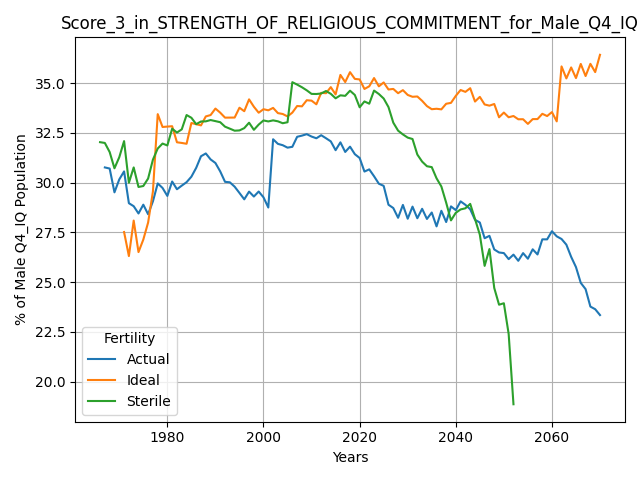 Score_3_in_STRENGTH_OF_RELIGIOUS_COMMITMENT_for_Male_Q4_IQ
% of Male Q4_IQ Population
35.0
32.5
30.0
27.5
25.0
22.5
20.0
Fertility
Actual
Ideal
Sterile
1980 2000 2020 2040 2060
Years